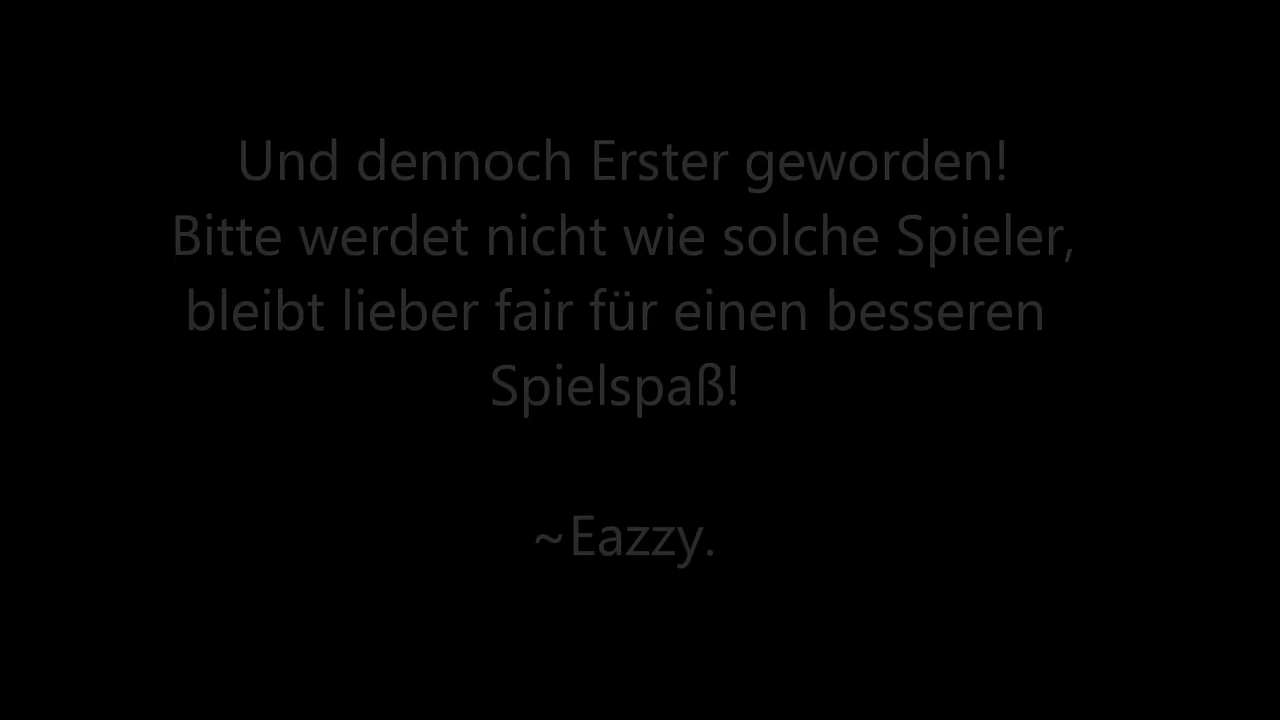 Und dennoch Erster geworden!
Bitte werdet nicht wie solche Spieler,
bleibt lieber fair für einen besseren
Spielspaß!
~Eazzy.